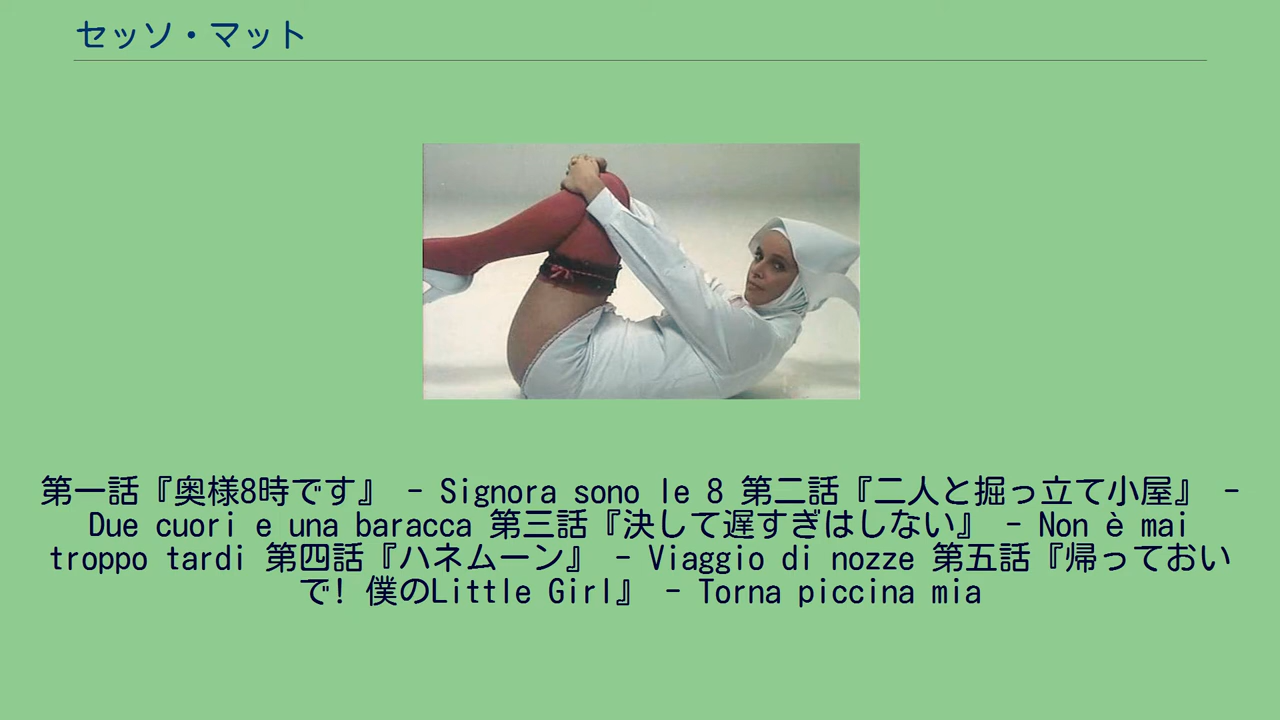 セッソ・マット
第一話『奥様8時です』 - Signora sono le 8 第二話『二人と掘っ立て小屋』 -
Due cuori e una baracca 第三話『決して遅すぎはしない』 - Non è mai
troppo tardi 第四話『ハネムーン』 - Viaggio di nozze 第五話『帰っておい
で! 僕のLittle Girl』 - Torna piccina mia